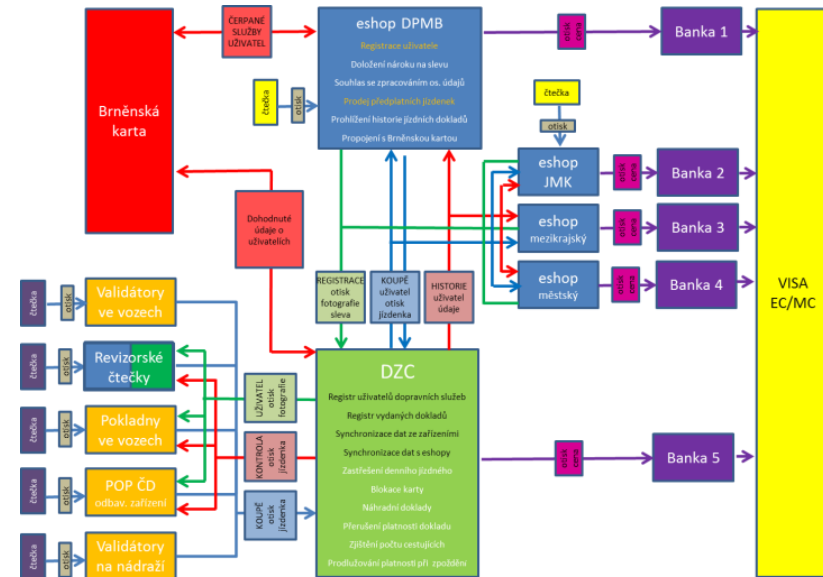 ČERPANÉ
SLUŽBY
UŽIVATEL
eshop DPMB
Registrace uživatele
Doložení nároku na slevu
Souhlas se zpracováním os. údajů
Prodej předplatních jízdenek
Prohlížení historie jízdních dokladů
Propojení s Brněnskou kartou
otisk
cena
Banka 1
Brněnská
karta
čtečka
otisk
čtečka
otisk
eshop
JMK
otisk
cena
Banka 2
eshop
mezikrajský
otisk
cena
Banka 3
eshop
městský
otisk
cena
Banka 4
VISA
EC/MC
Dohodnuté
údaje o
uživatelích
REGISTRACE
otisk
fotografie
sleva
KOUPĚ
uživatel
otisk
jízdenka
HISTORIE
uživatel
údaje
čtečka
otisk
Validátory
ve vozech
čtečka
otisk
Revizorské
čtečky
čtečka
otisk
Pokladny
ve vozech
čtečka
otisk
POP ČD
odbav. zařízení
čtečka
otisk
Validátory
na nádraží
UŽIVATEL
otisk
fotografie
KONTROLA
otisk
jízdenka
KOUPĚ
otisk
jízdenka
DZC
Registr uživatelů dopravních služeb
Registr vydaných dokladů
Synchronizace dat ze zařízeními
Synchronizace dat s eshopy
Zastřešení denního jízdného
Blokace karty
Náhradní doklady
Přerušení platnosti dokladu
Zjištění počtu cestujících
Prodlužování platnosti při zpoždění
otisk
cena
Banka 5